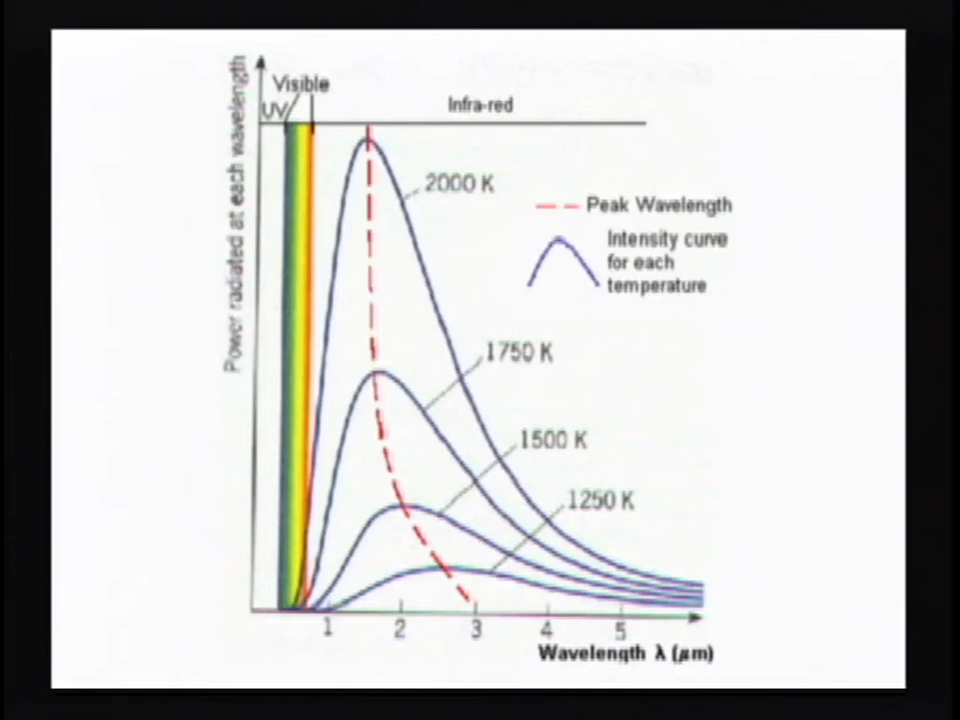 Power radiated at each wavelength
Visible
UV
Infra-red
2000 K
Peak Wavelength
Intensity curve
for each
temperature
1750 K
1500 K
1250 K
1 2 3 4 5
Wavelength λ (μm)